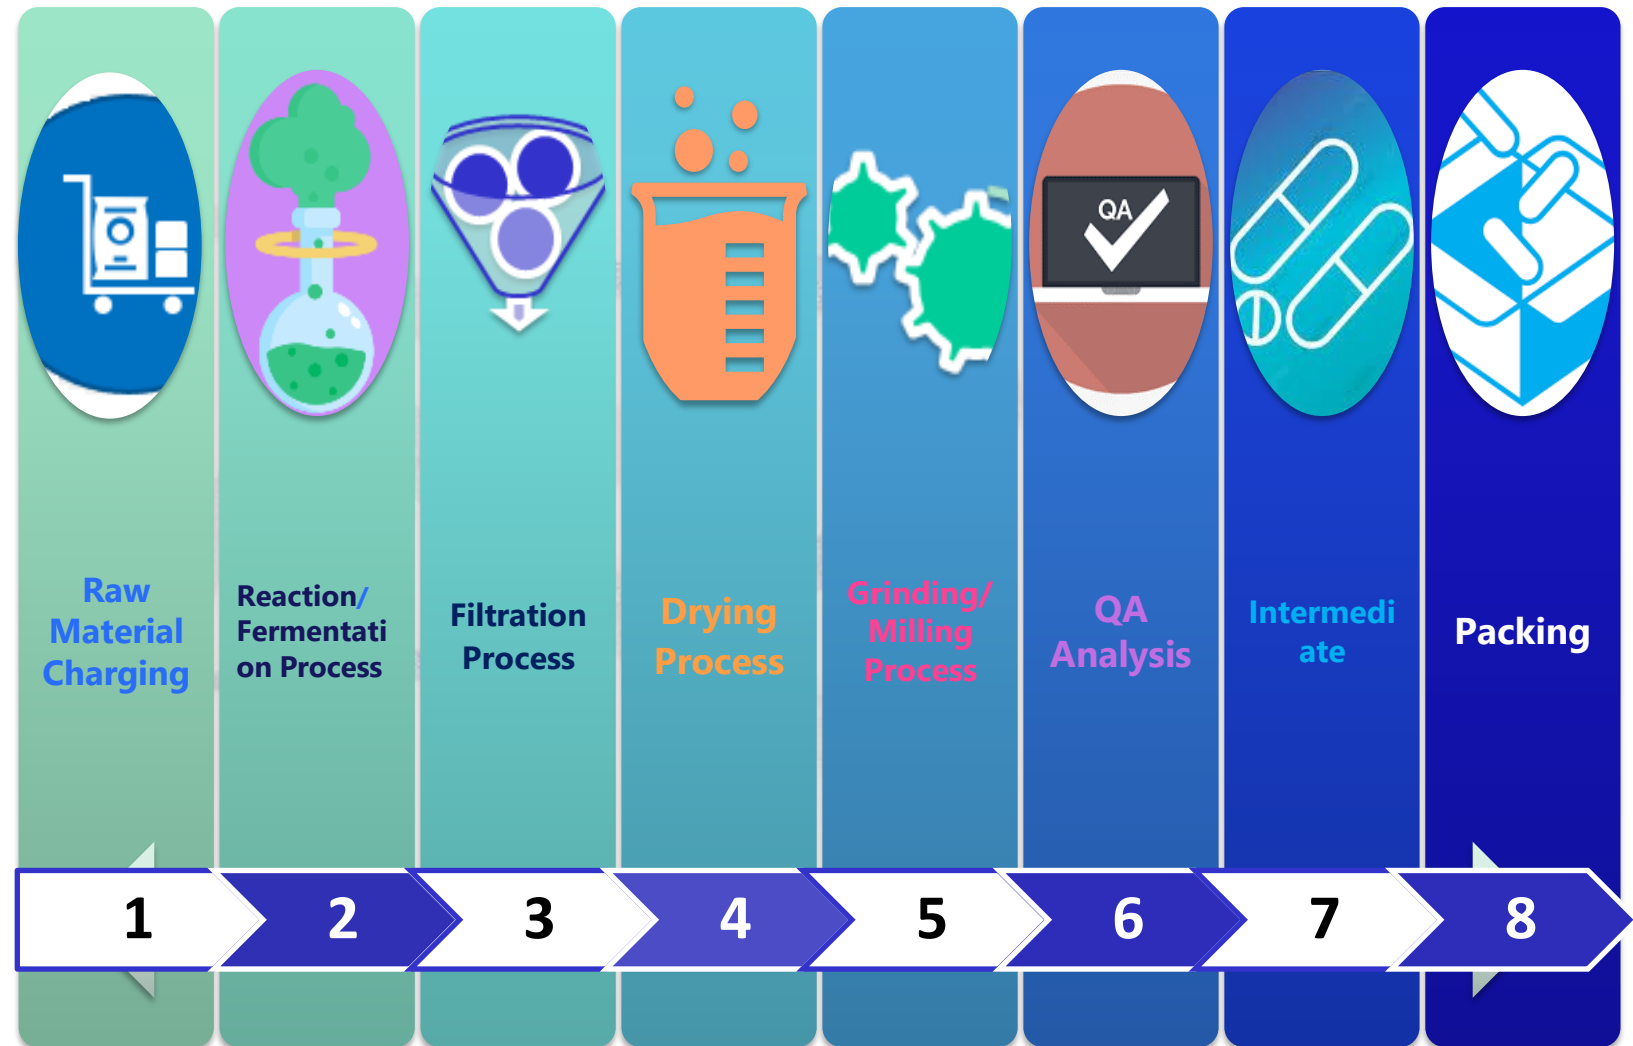 QA
Raw
Material
Charging
Reaction/
Fermentati
on Process
Filtration
Process
Drying
Process
Grinding/
Milling
Process
QA
Analysis
Intermedi
ate
Packing
1
2
3
4
5
6
7
8